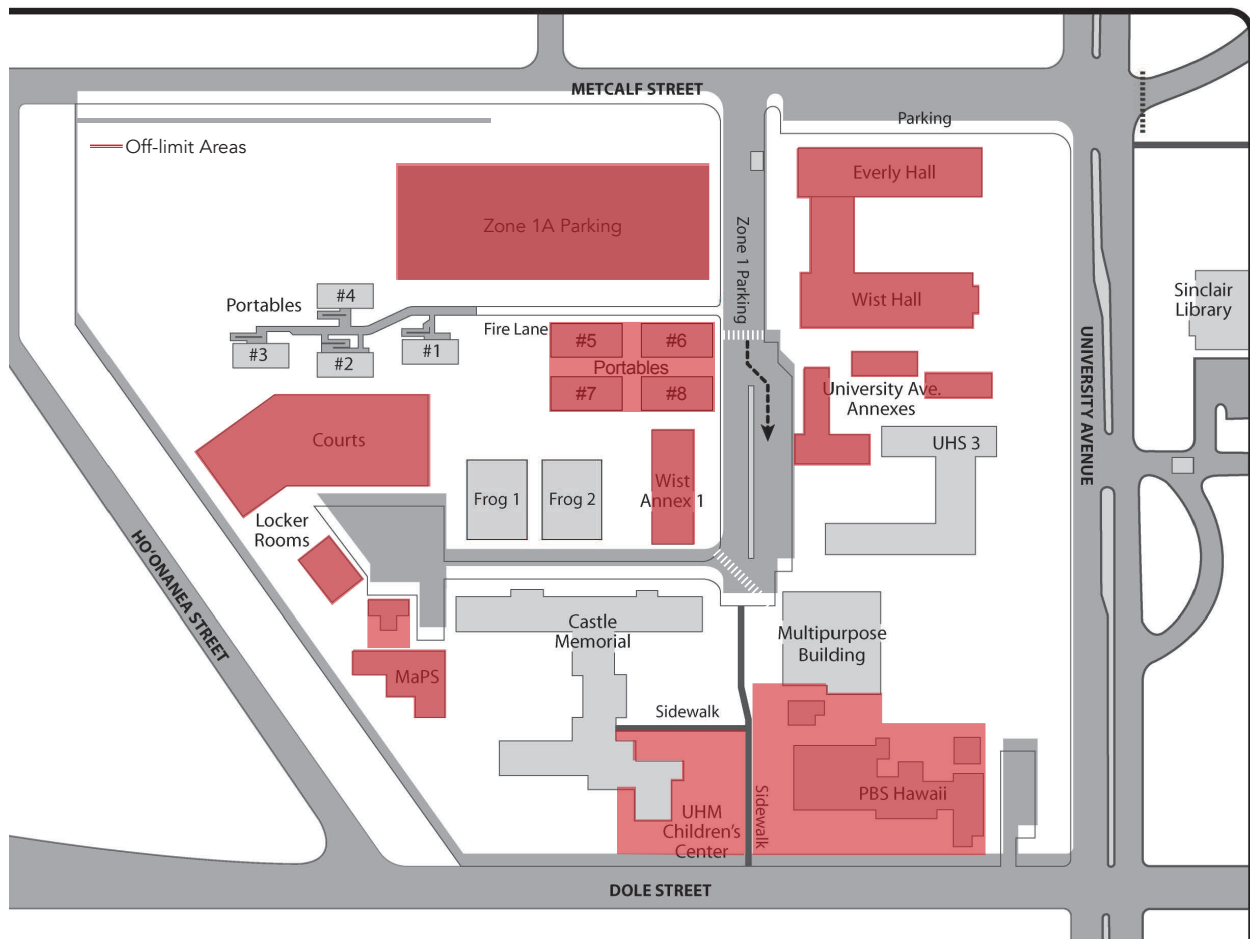 METCALF STREET
Parking
Off-limit Areas
Everly Hall
Zone 1A Parking
Zone 1 Parking
Wist Hall
Sinclair
Library
Portables
#4
#3
#2
#1
Fire Lane
#5
#6
Portables
#7
#8
University Ave.
Annexes
UNIVERSITY AVENUE
Courts
UHS 3
Frog 1
Frog 2
Wist
Annex 1
Locker
Rooms
HO‘ONANEA STREET
Castle
Memorial
Multipurpose
Building
MaPS
Sidewalk
Sidewalk
PBS Hawaii
UHM
Children's
Center
DOLE STREET